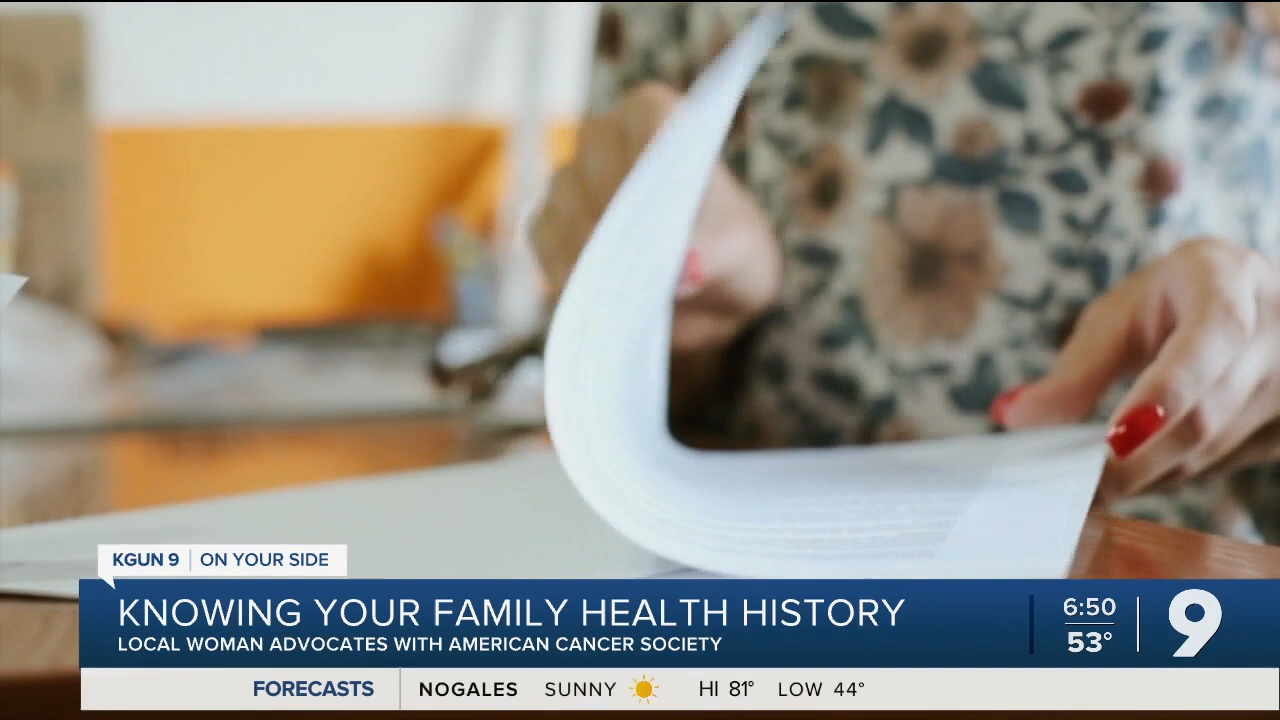 KGUN 9 | ON YOUR SIDE
KNOWING YOUR FAMILY HEALTH HISTORY
LOCAL WOMAN ADVOCATES WITH AMERICAN CANCER SOCIETY
6:50
53°
9
FORECASTS NOGALES SUNNY HI 81° LOW 44°